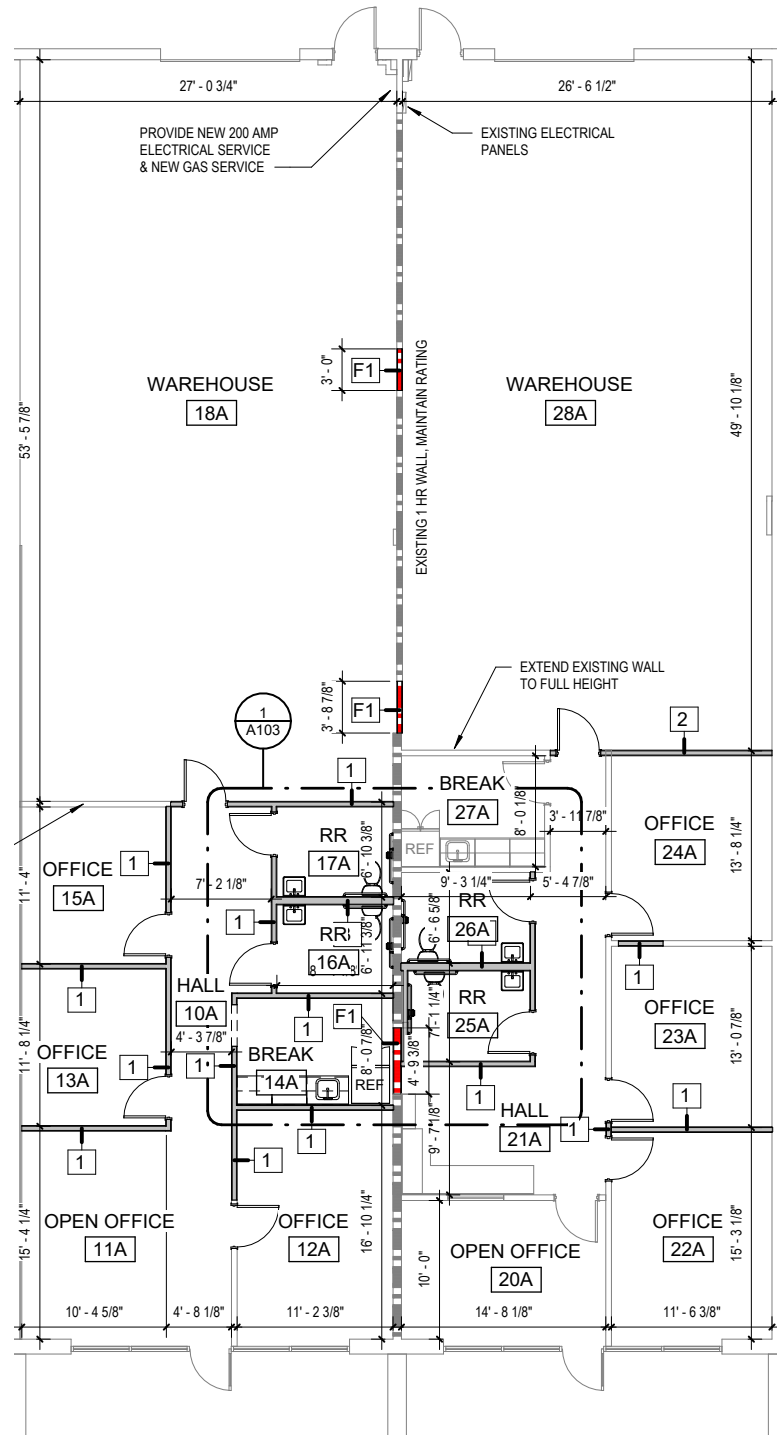 27' - 0 3/4"
26' - 6 1/2"
PROVIDE NEW 200 AMP
ELECTRICAL SERVICE
& NEW GAS SERVICE
EXISTING ELECTRICAL
PANELS
3' - 0"
F1
WAREHOUSE
18A
WAREHOUSE
28A
53' - 5 7/8"
49' - 10 1/8"
EXISTING 1 HR WALL, MAINTAIN RATING
EXTEND EXISTING WALL
TO FULL HEIGHT
3' - 8 7/8"
F1
1
A103
2
1
BREAK
27A
8' - 0 1/8"
3' - 11 7/8"
OFFICE
24A
13' - 8 1/4"
REF
RR
17A
6' - 10 3/8"
1
OFFICE
15A
11' - 4"
7' - 2 1/8"
9' - 3 1/4"
5' - 4 7/8"
1
RR
16A
6' - 11 3/8"
RR
26A
6' - 6 5/8"
1
1
HALL
10A
1
F1
RR
25A
7' - 1 1/4"
OFFICE
23A
13' - 0 7/8"
4' - 3 7/8"
OFFICE
13A
11' - 8 1/4"
1
1
BREAK
14A
8' - 0 7/8"
REF
4' - 9 3/8"
1
1
1
HALL
21A
1
1
1
9' - 7 1/8"
OPEN OFFICE
11A
15' - 4 1/4"
OFFICE
12A
16' - 10 1/4"
OPEN OFFICE
20A
10' - 0"
OFFICE
22A
15' - 3 1/8"
10' - 4 5/8"
4' - 8 1/8"
11' - 2 3/8"
14' - 8 1/8"
11' - 6 3/8"